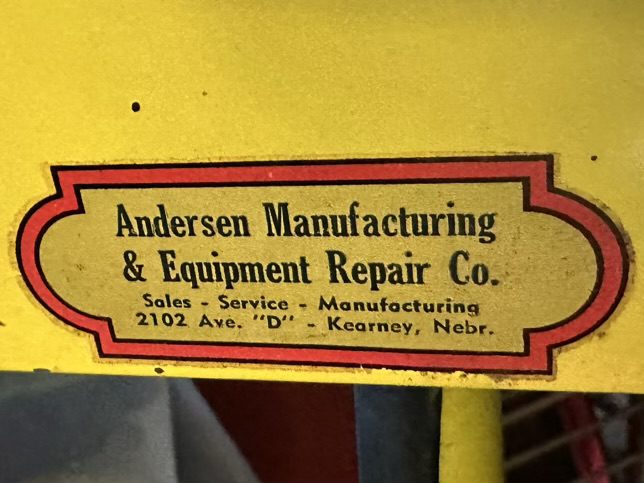 Andersen Manufacturing
& Equipment Repair Co.
Sales - Service - Manufacturing
2102 Ave. "D" - Kearney, Nebr.